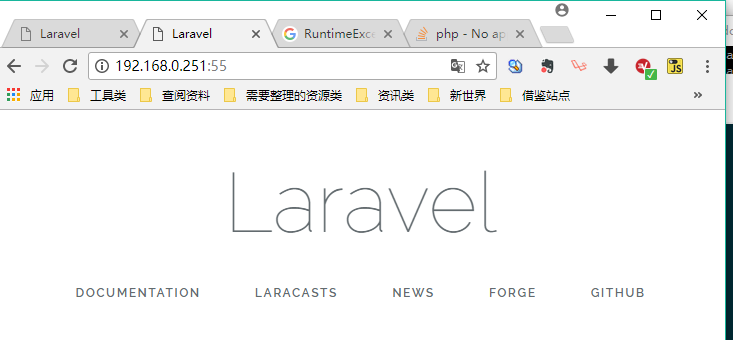 Laravel
Laravel
RuntimeExce
php - No ap
192.168.0.251:55
应用 工具类 查阅资料 需要整理的资源类 资讯类 新世界 借鉴站点 »
Laravel
DOCUMENTATION LARACASTS NEWS FORGE GITHUB